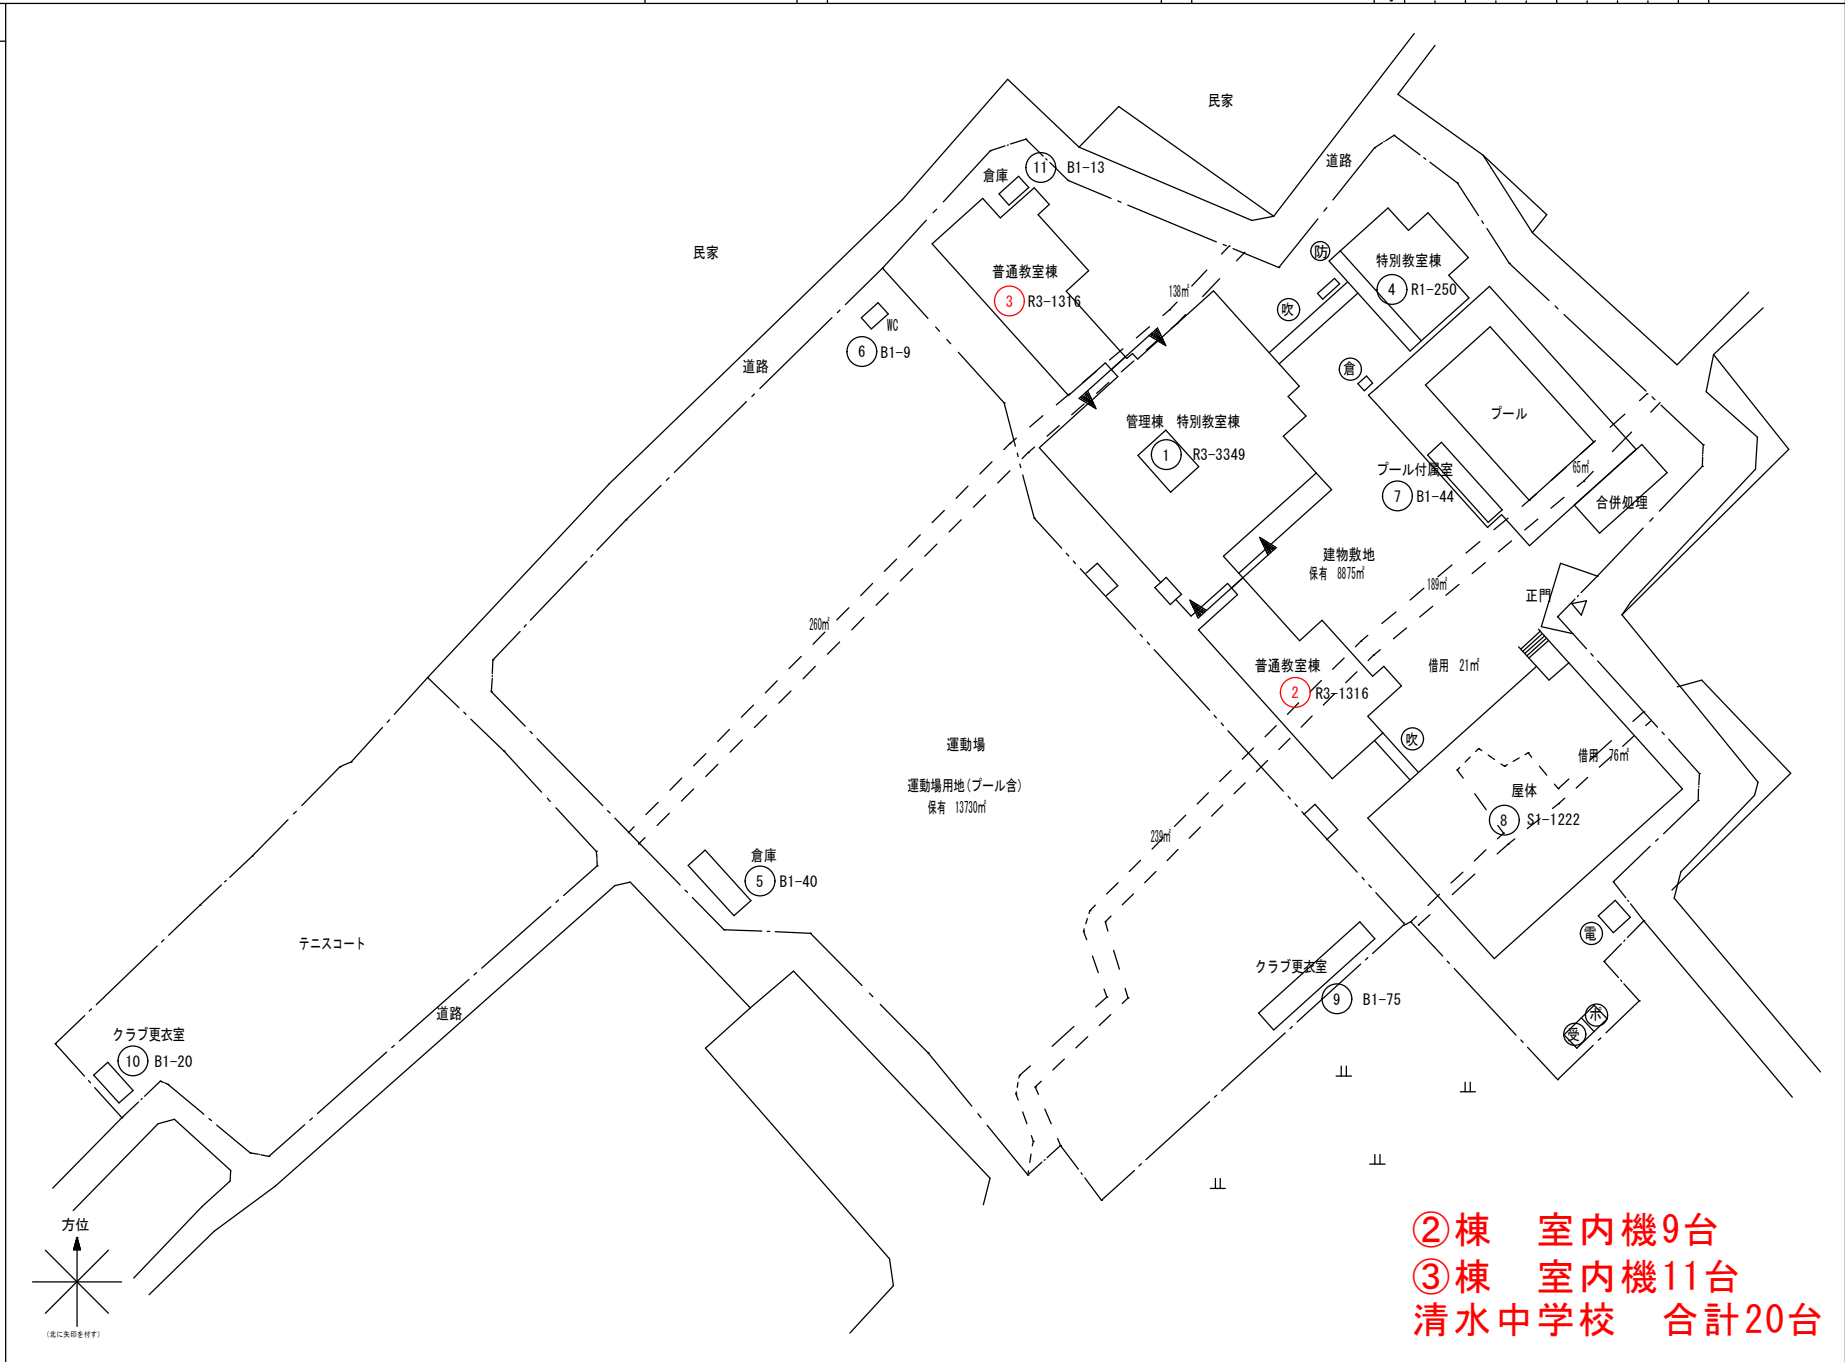 民家
道路
倉庫
11 B1-13
民家
防
特別教室棟
4 R1-250
普通教室棟
3 R3-1316
138㎡
吹
WC
6 B1-9
道路
倉
プール
管理棟 特別教室棟
1 R3-3349
プール付属室
7 B1-44
65㎡
合併処理
建物敷地
保有 8875㎡
189㎡
正門
260㎡
普通教室棟
2 R3-1316
借用 21㎡
吹
運動場
借用 76㎡
運動場用地(プール含)
保有 13730㎡
屋体
8 S1-1222
239㎡
倉庫
5 B1-40
テニスコート
電
クラブ更衣室
9 B1-75
道路
ポ
受
クラブ更衣室
10 B1-20
方位
(北に矢印を付す)
②棟 室内機9台
③棟 室内機11台
清水中学校 合計20台